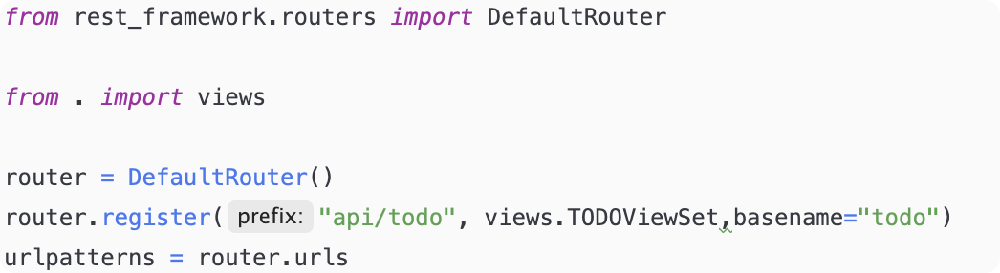 from rest_framework.routers import DefaultRouter
from . import views
router = DefaultRouter()
router.register( prefix: "api/todo", views.TODOViewSet,basename="todo")
urlpatterns = router.urls